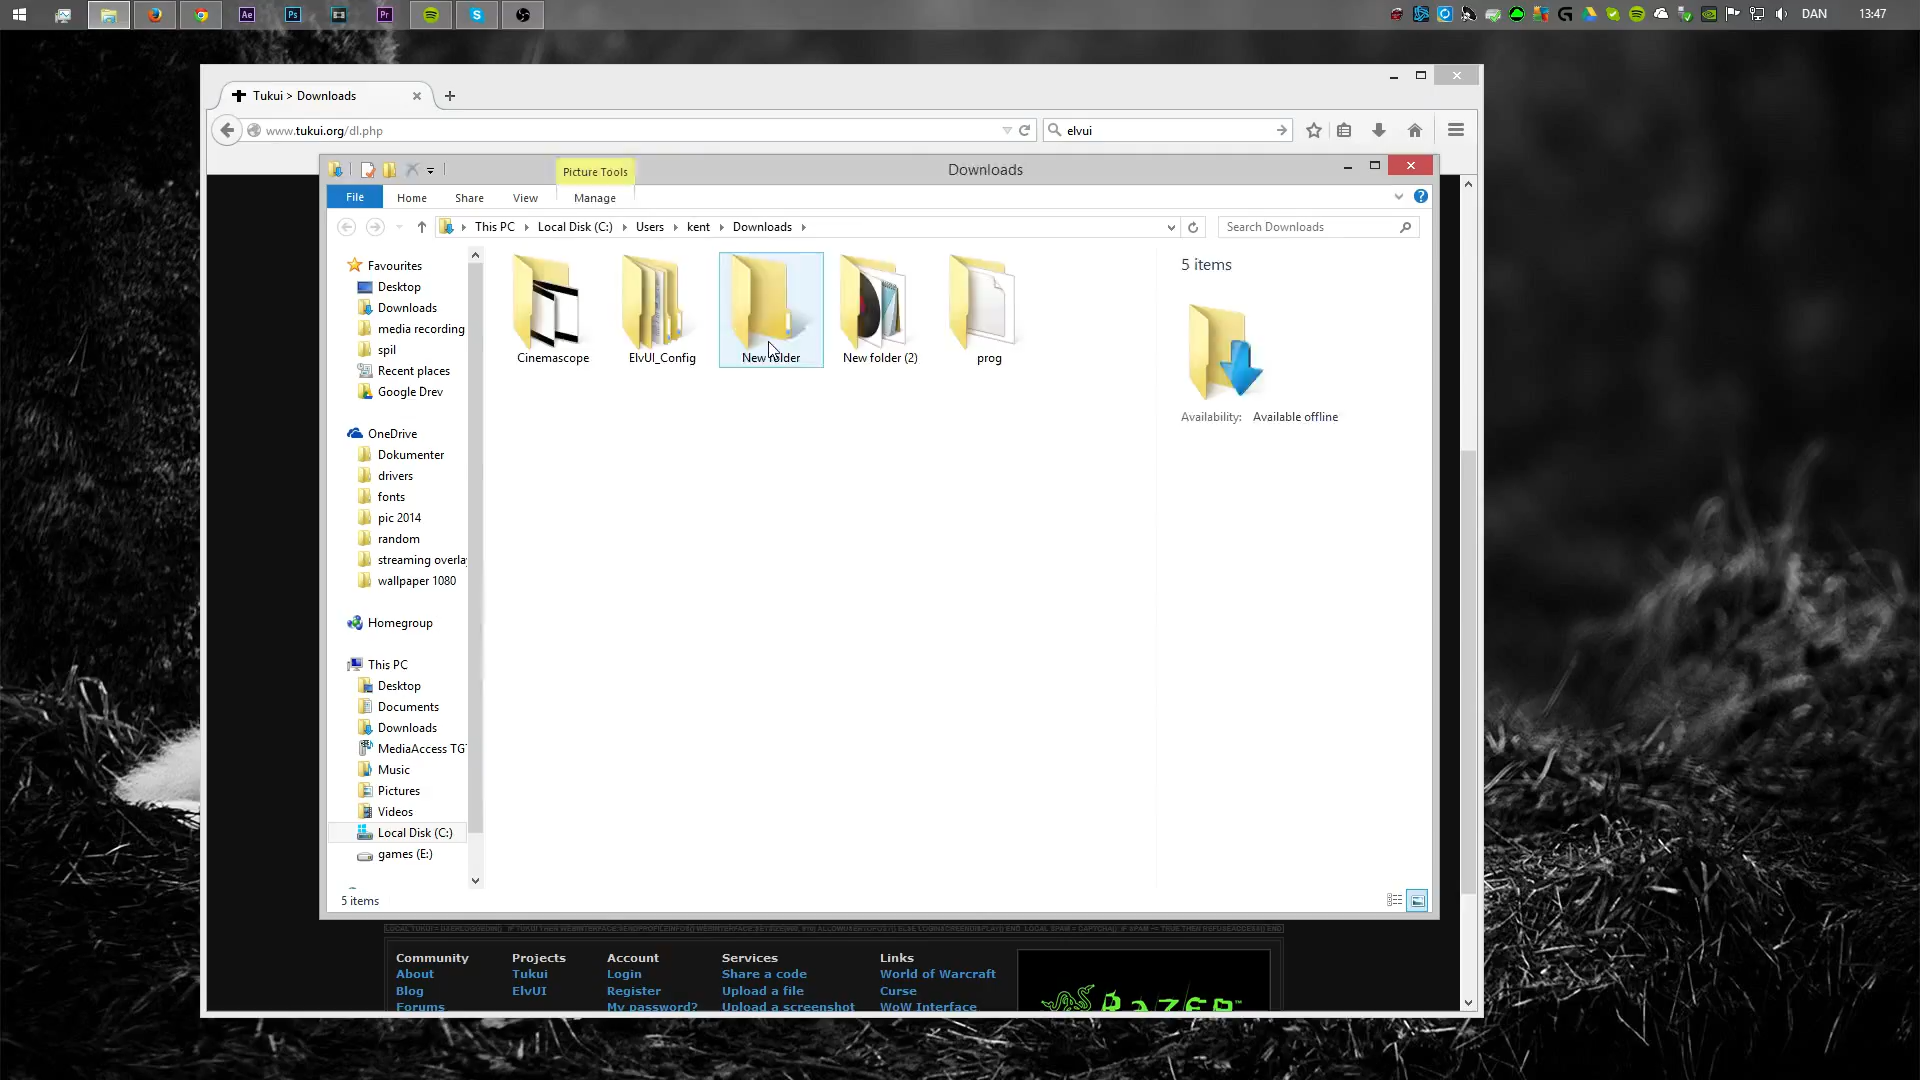 Ae
Ps
Pr
DAN
13:47
Tukui > Downloads
www.tukui.org/dl.php
elvui
Picture Tools
Downloads
File
Home
Share
View
Manage
This PC
Local Disk (C:)
Users
kent
Downloads
Search Downloads
Favourites
Desktop
Downloads
media recording
spil
Recent places
Google Drev
OneDrive
Dokumenter
drivers
fonts
pic 2014
random
streaming overla
wallpaper 1080
Homegroup
This PC
Desktop
Documents
Downloads
MediaAccess TG
Music
Pictures
Videos
Local Disk (C:)
games (E:)
Cinemascope
ElvUI_Config
New folder
New folder (2)
prog
5 items
Availability: Available offline
5 items
Community
About
Blog
Forums
Projects
Tukui
ElvUI
Account
Login
Register
My password?
Services
Share a code
Upload a file
Upload a screenshot
Links
World of Warcraft
Curse
WoW Interface
RAZER